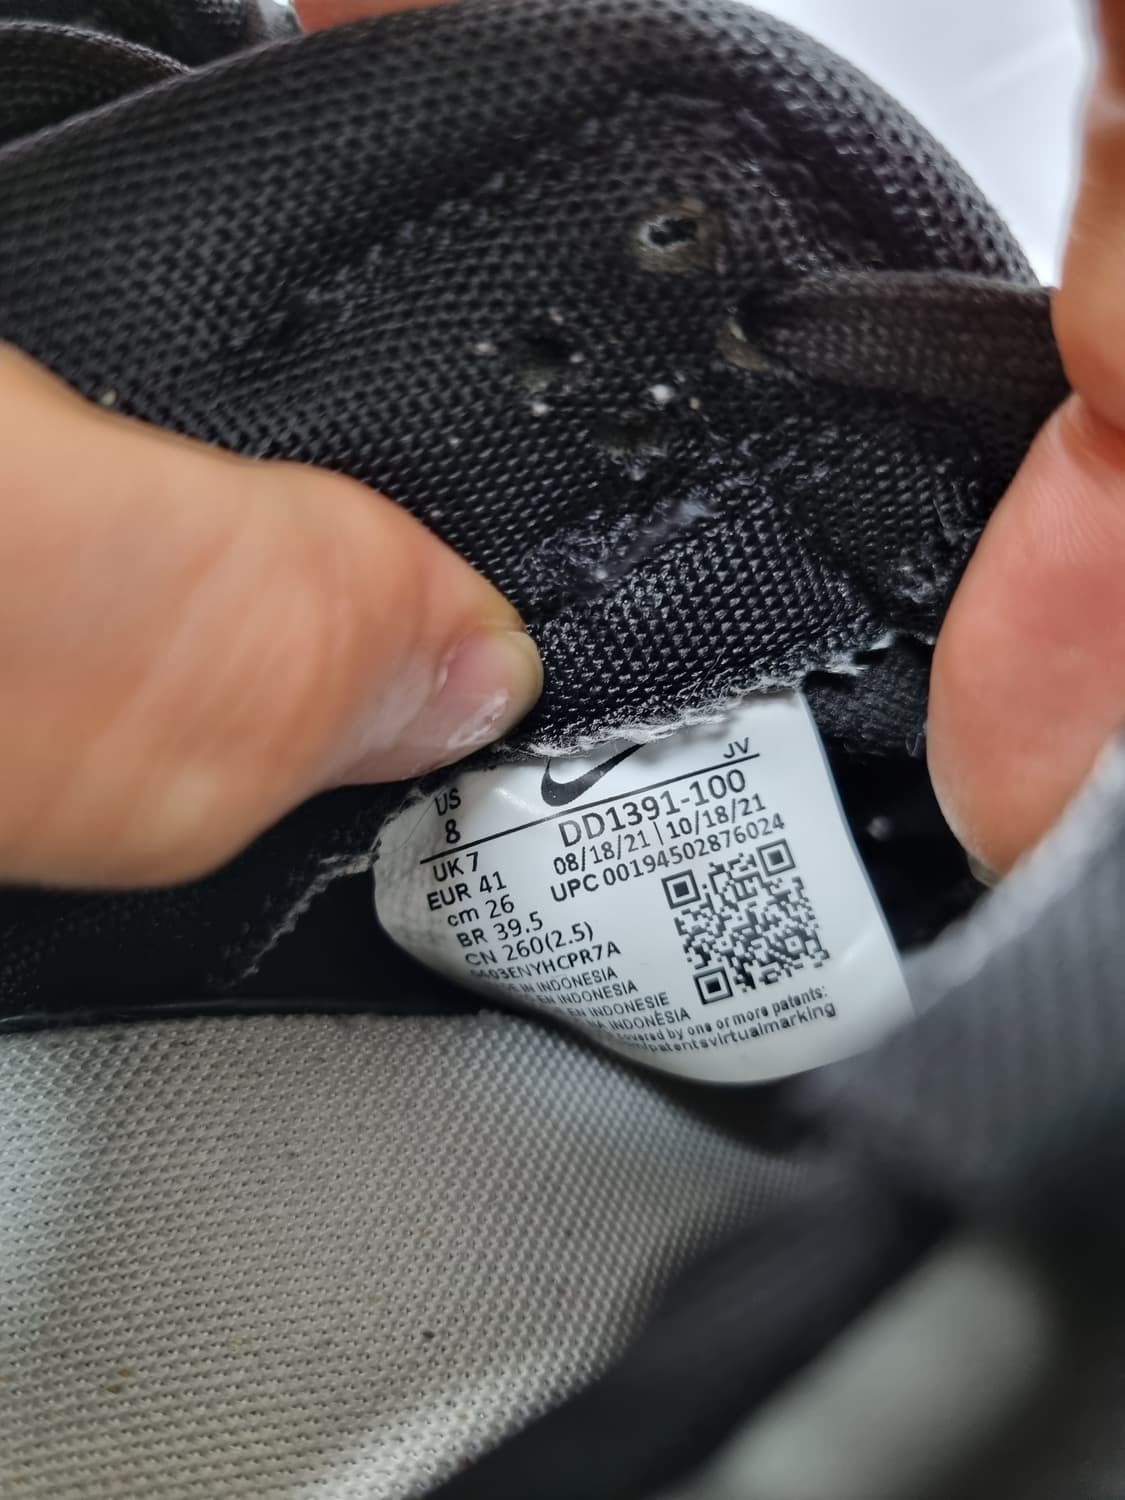 JV
US
8
DD1391-100
08/18/21 | 10/18/21
UPC 00194502876024
UK 7
EUR 41
cm 26
BR 39.5
CN 260(2.5)
IN INDONESIA
EN INDONESIA
EN INDONESIE
INDONÉSIA
covered by one or more patents:
/patentsvirtualmarking